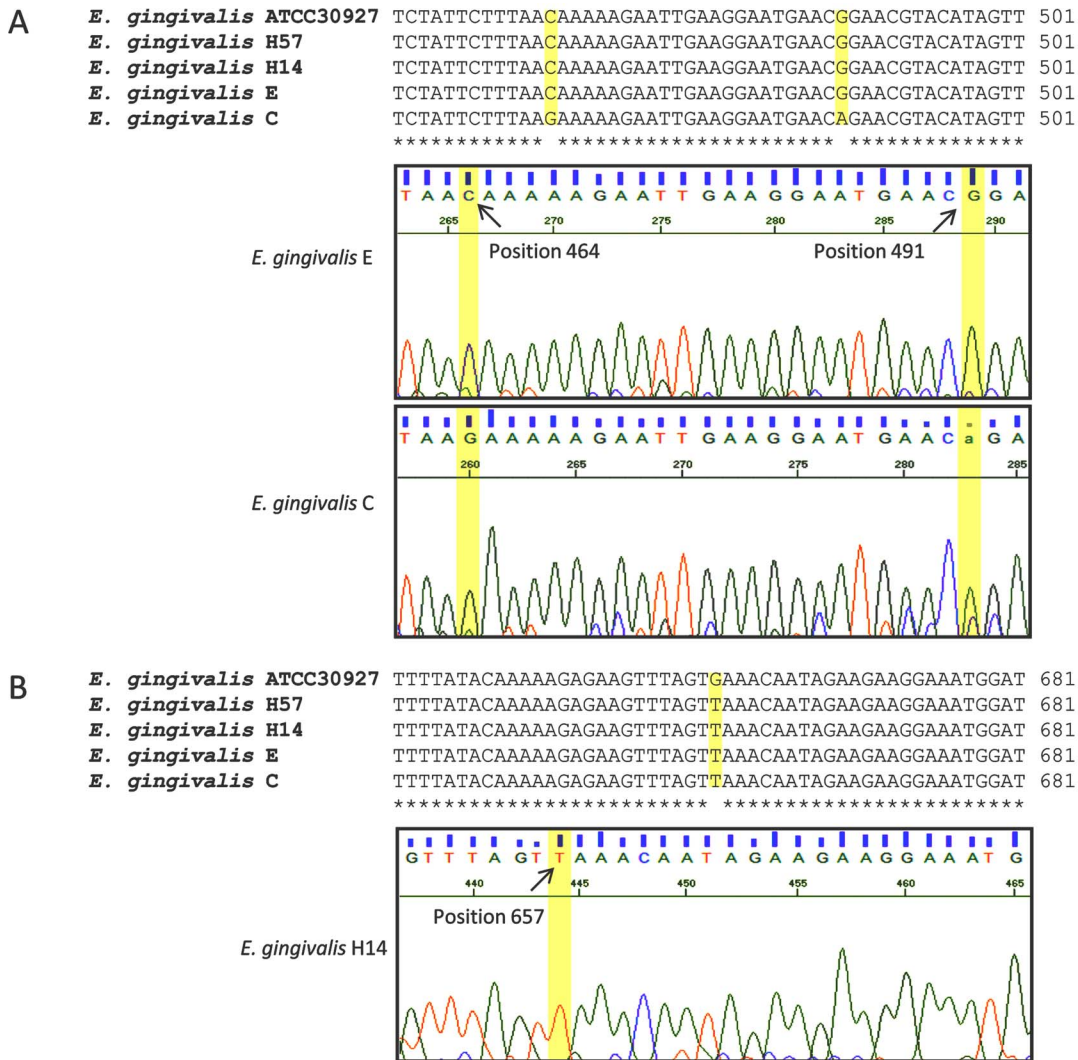 A
E. gingivalis ATCC30927 TCTATTCTTTAACAAAAAGAATTGAAGGAATGAACGGAACGTACATAGTT 501
E. gingivalis H57 TCTATTCTTTAACAAAAAGAATTGAAGGAATGAACGGAACGTACATAGTT 501
E. gingivalis H14 TCTATTCTTTAACAAAAAGAATTGAAGGAATGAACGGAACGTACATAGTT 501
E. gingivalis E TCTATTCTTTAACAAAAAGAATTGAAGGAATGAACGGAACGTACATAGTT 501
E. gingivalis C TCTATTCTTTAAGAAAAAGAATTGAAGGAATGAACAGAACGTACATAGTT 501
************ ********************** **************
T A A C A A A A A G A A T T G A A G G A A T G A A C G G A
265 270 275 280 285 290
Position 464 Position 491
E. gingivalis E
T A A G A A A A A G A A T T G A A G G A A T G A A C a G A
260 265 270 275 280 285
E. gingivalis C
B
E. gingivalis ATCC30927 TTTTATACAAAAAGAGAAGTTTAGTGAAACAATAGAAGAAGGAAATGGAT 681
E. gingivalis H57 TTTTATACAAAAAGAGAAGTTTAGTTAAACAATAGAAGAAGGAAATGGAT 681
E. gingivalis H14 TTTTATACAAAAAGAGAAGTTTAGTTAAACAATAGAAGAAGGAAATGGAT 681
E. gingivalis E TTTTATACAAAAAGAGAAGTTTAGTTAAACAATAGAAGAAGGAAATGGAT 681
E. gingivalis C TTTTATACAAAAAGAGAAGTTTAGTTAAACAATAGAAGAAGGAAATGGAT 681
************************* ************************
G T T T A G T T A A A C A A T A G A A G A A G G A A A T G
440 445 450 455 460 465
Position 657
E. gingivalis H14